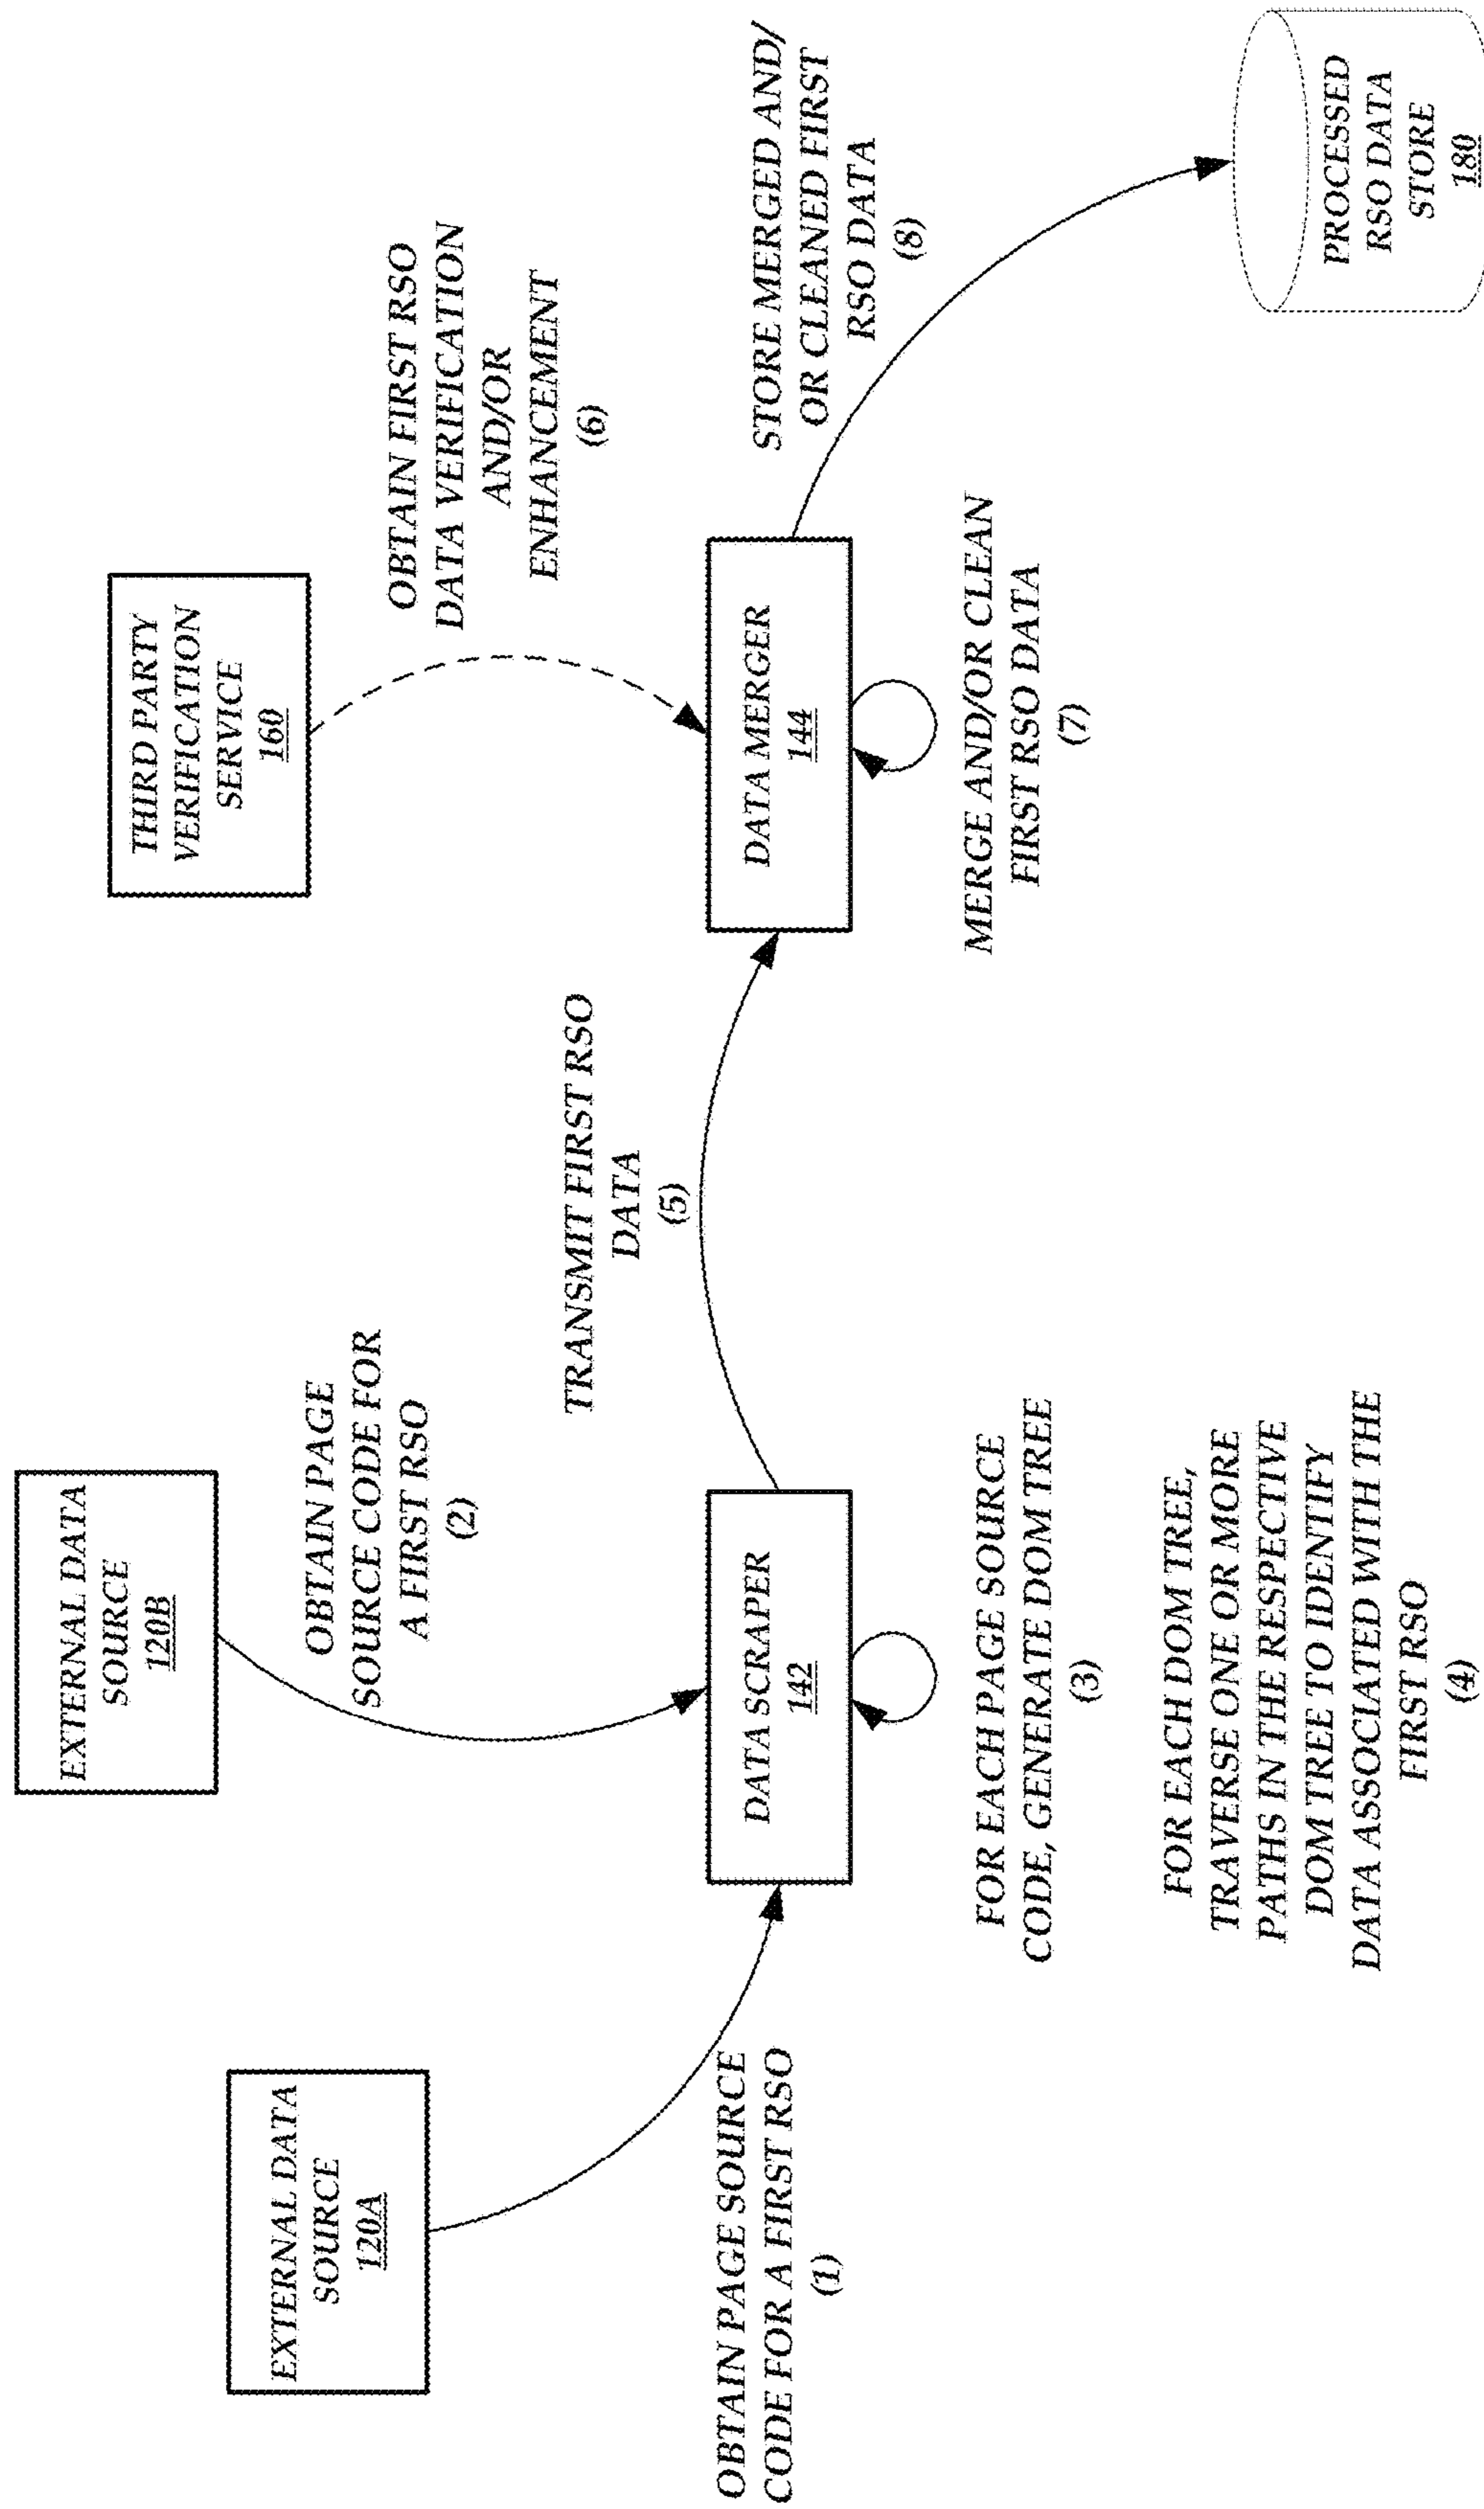 EXTERNAL DATA
SOURCE
120A
OBTAIN PAGE SOURCE
CODE FOR A FIRST RSO
(1)
EXTERNAL DATA
SOURCE
120B
OBTAIN PAGE
SOURCE CODE FOR
A FIRST RSO
(2)
DATA SCRAPER
142
FOR EACH PAGE SOURCE
CODE, GENERATE DOM TREE
(3)
FOR EACH DOM TREE,
TRAVERSE ONE OR MORE
PATHS IN THE RESPECTIVE
DOM TREE TO IDENTIFY
DATA ASSOCIATED WITH THE
FIRST RSO
(4)
TRANSMIT FIRST RSO
DATA
(5)
THIRD PARTY
VERIFICATION
SERVICE
160
OBTAIN FIRST RSO
DATA VERIFICATION
AND/OR
ENHANCEMENT
(6)
DATA MERGER
144
MERGE AND/OR CLEAN
FIRST RSO DATA
(7)
STORE MERGED AND/
OR CLEANED FIRST
RSO DATA
(8)
PROCESSED
RSO DATA
STORE
180